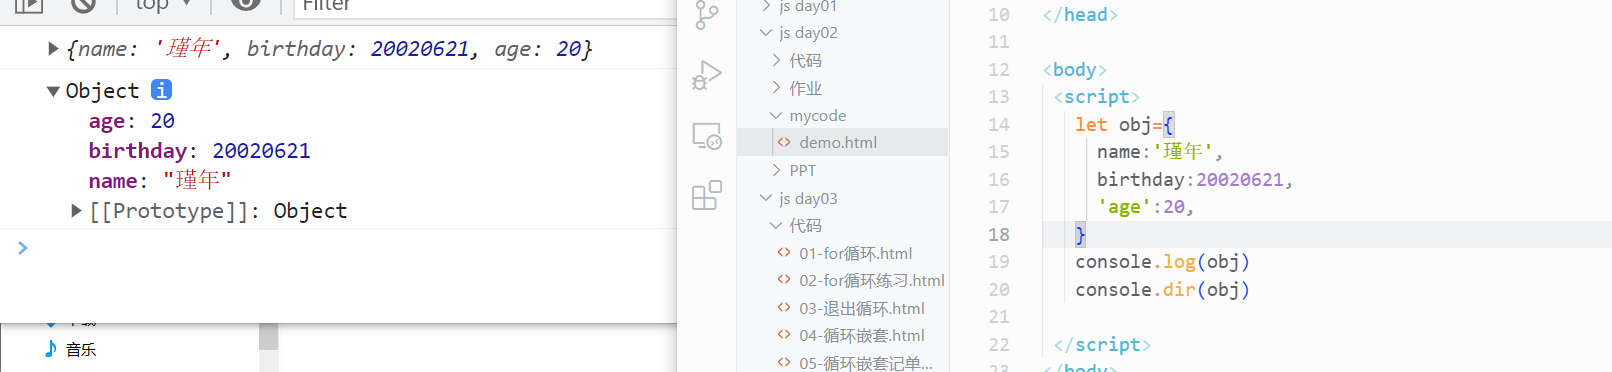 top
Filter
{name: '瑾年', birthday: 20020621, age: 20}
Object i
age: 20
birthday: 20020621
name: "瑾年"
[[Prototype]]: Object
>
音乐
js day01
js day02
代码
作业
mycode
<> demo.html
PPT
js day03
代码
<> 01-for循环.html
<> 02-for循环练习.html
<> 03-退出循环.html
<> 04-循环嵌套.html
<> 05-循环嵌套记单...
10 </head>
11
12 <body>
13 <script>
14 let obj={
15 name:'瑾年',
16 birthday:20020621,
17 'age':20,
18 }
19 console.log(obj)
20 console.dir(obj)
21
22 </script>
23 </body>